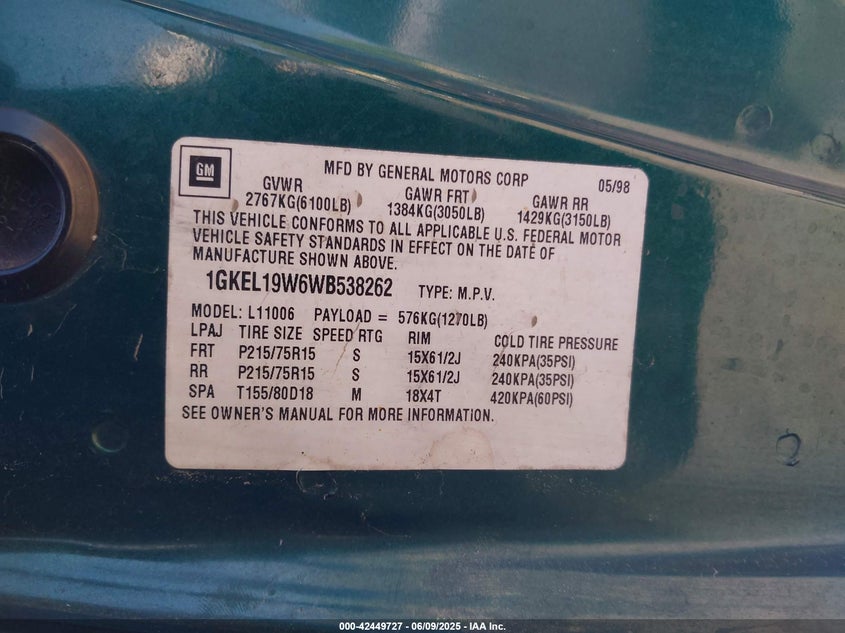 GM
MFD BY GENERAL MOTORS CORP 05/98
GVWR GAWR FRT GAWR RR
2767KG(6100LB) 1384KG(3050LB) 1429KG(3150LB)
THIS VEHICLE CONFORMS TO ALL APPLICABLE U.S. FEDERAL MOTOR
VEHICLE SAFETY STANDARDS IN EFFECT ON THE DATE OF
MANUFACTURE SHOWN ABOVE.
1GKEL19W6WB538262 TYPE: M.P.V.
MODEL: L11006 PAYLOAD = 576KG(1270LB)
LPAJ TIRE SIZE SPEED RTG RIM COLD TIRE PRESSURE
FRT P215/75R15 S 15X61/2J 240KPA(35PSI)
RR P215/75R15 S 15X61/2J 240KPA(35PSI)
SPA T155/80D18 M 18X4T 420KPA(60PSI)
SEE OWNER'S MANUAL FOR MORE INFORMATION.
000-42449727 - 06/09/2025 - IAA Inc.